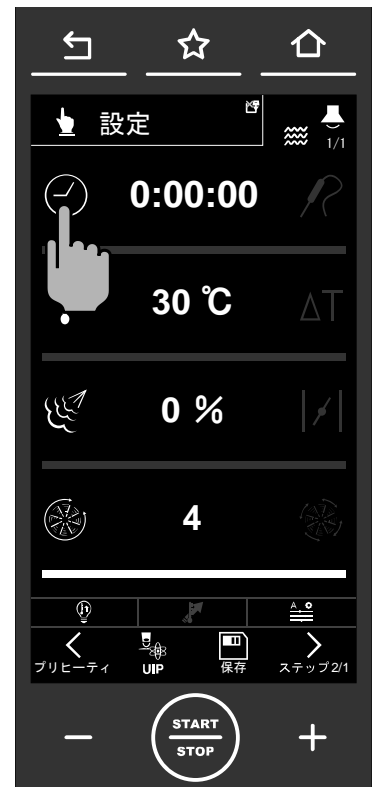 設定
1/1
0:00:00
30 ℃
ΔT
0 %
4
A
プリヒーティ
UIP
保存
ステップ2/1
START
STOP